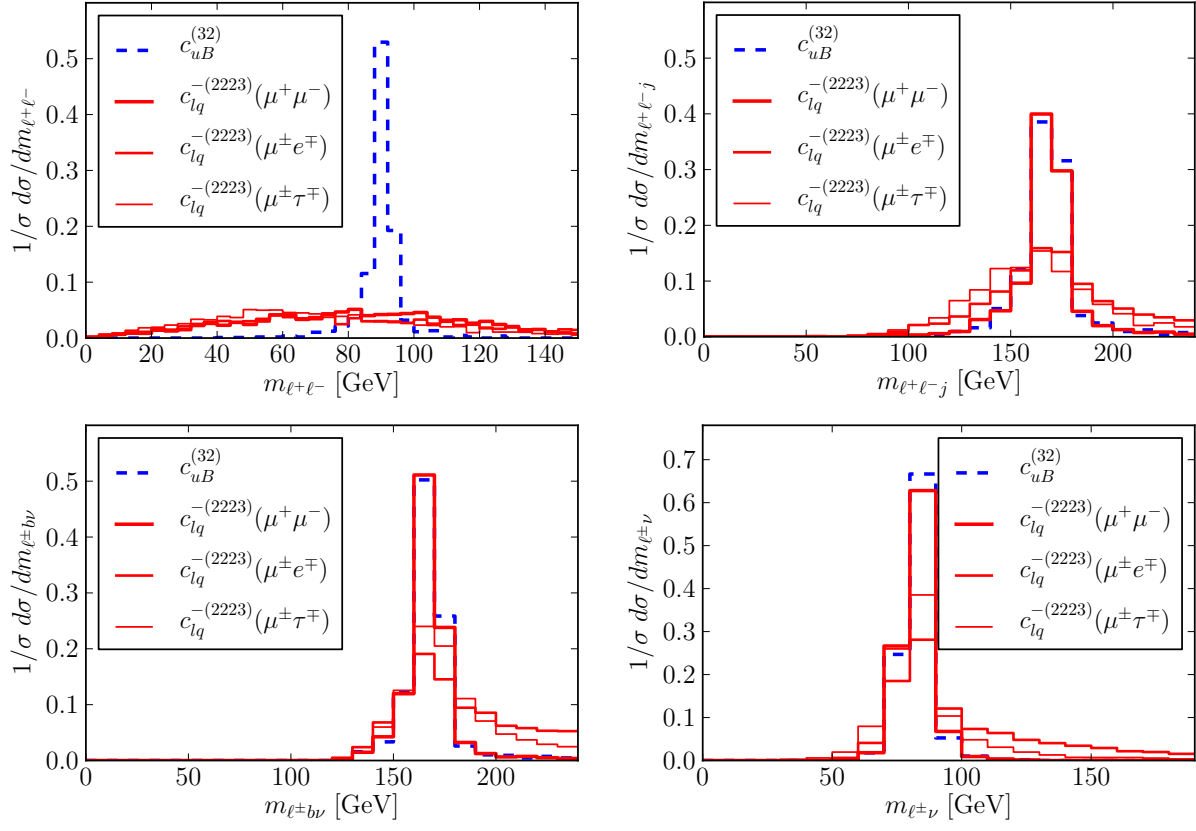 1/σ dσ/dm_{ℓ⁺ℓ⁻}
0.5
0.4
0.3
0.2
0.1
0.0
c_{uB}^{(32)}
c_{lq}^{-(2223)}(μ⁺μ⁻)
c_{lq}^{-(2223)}(μ^±e^∓)
c_{lq}^{-(2223)}(μ^±τ^∓)
0 20 40 60 80 100 120 140
m_{ℓ⁺ℓ⁻} [GeV]
1/σ dσ/dm_{ℓ⁺ℓ⁻j}
0.5
0.4
0.3
0.2
0.1
0.0
c_{uB}^{(32)}
c_{lq}^{-(2223)}(μ⁺μ⁻)
c_{lq}^{-(2223)}(μ^±e^∓)
c_{lq}^{-(2223)}(μ^±τ^∓)
0 50 100 150 200
m_{ℓ⁺ℓ⁻j} [GeV]
1/σ dσ/dm_{ℓ^±bν}
0.5
0.4
0.3
0.2
0.1
0.0
c_{uB}^{(32)}
c_{lq}^{-(2223)}(μ⁺μ⁻)
c_{lq}^{-(2223)}(μ^±e^∓)
c_{lq}^{-(2223)}(μ^±τ^∓)
0 50 100 150 200
m_{ℓ^±bν} [GeV]
1/σ dσ/dm_{ℓ^±ν}
0.7
0.6
0.5
0.4
0.3
0.2
0.1
0.0
c_{uB}^{(32)}
c_{lq}^{-(2223)}(μ⁺μ⁻)
c_{lq}^{-(2223)}(μ^±e^∓)
c_{lq}^{-(2223)}(μ^±τ^∓)
0 50 100 150
m_{ℓ^±ν} [GeV]